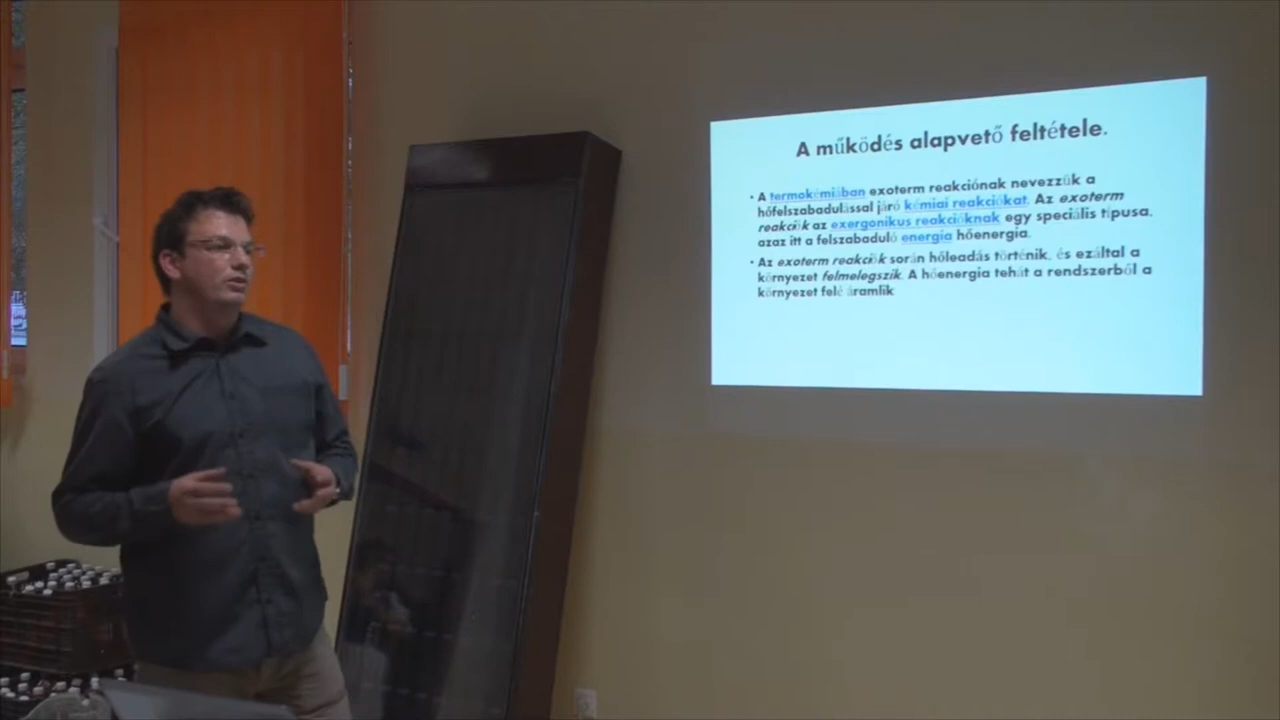 A működés alapvető feltétele.
• A termokémiában exoterm reakciónak nevezzük a
hőfelszabadulással járó kémiai reakciókat. Az exoterm
reakciók az exergonikus reakcióknak egy speciális típusa,
azaz itt a felszabaduló energia hőenergia.
• Az exoterm reakciók során hőleadás történik, és ezáltal a
környezet felmelegszik. A hőenergia tehát a rendszerből a
környezet felé áramlik